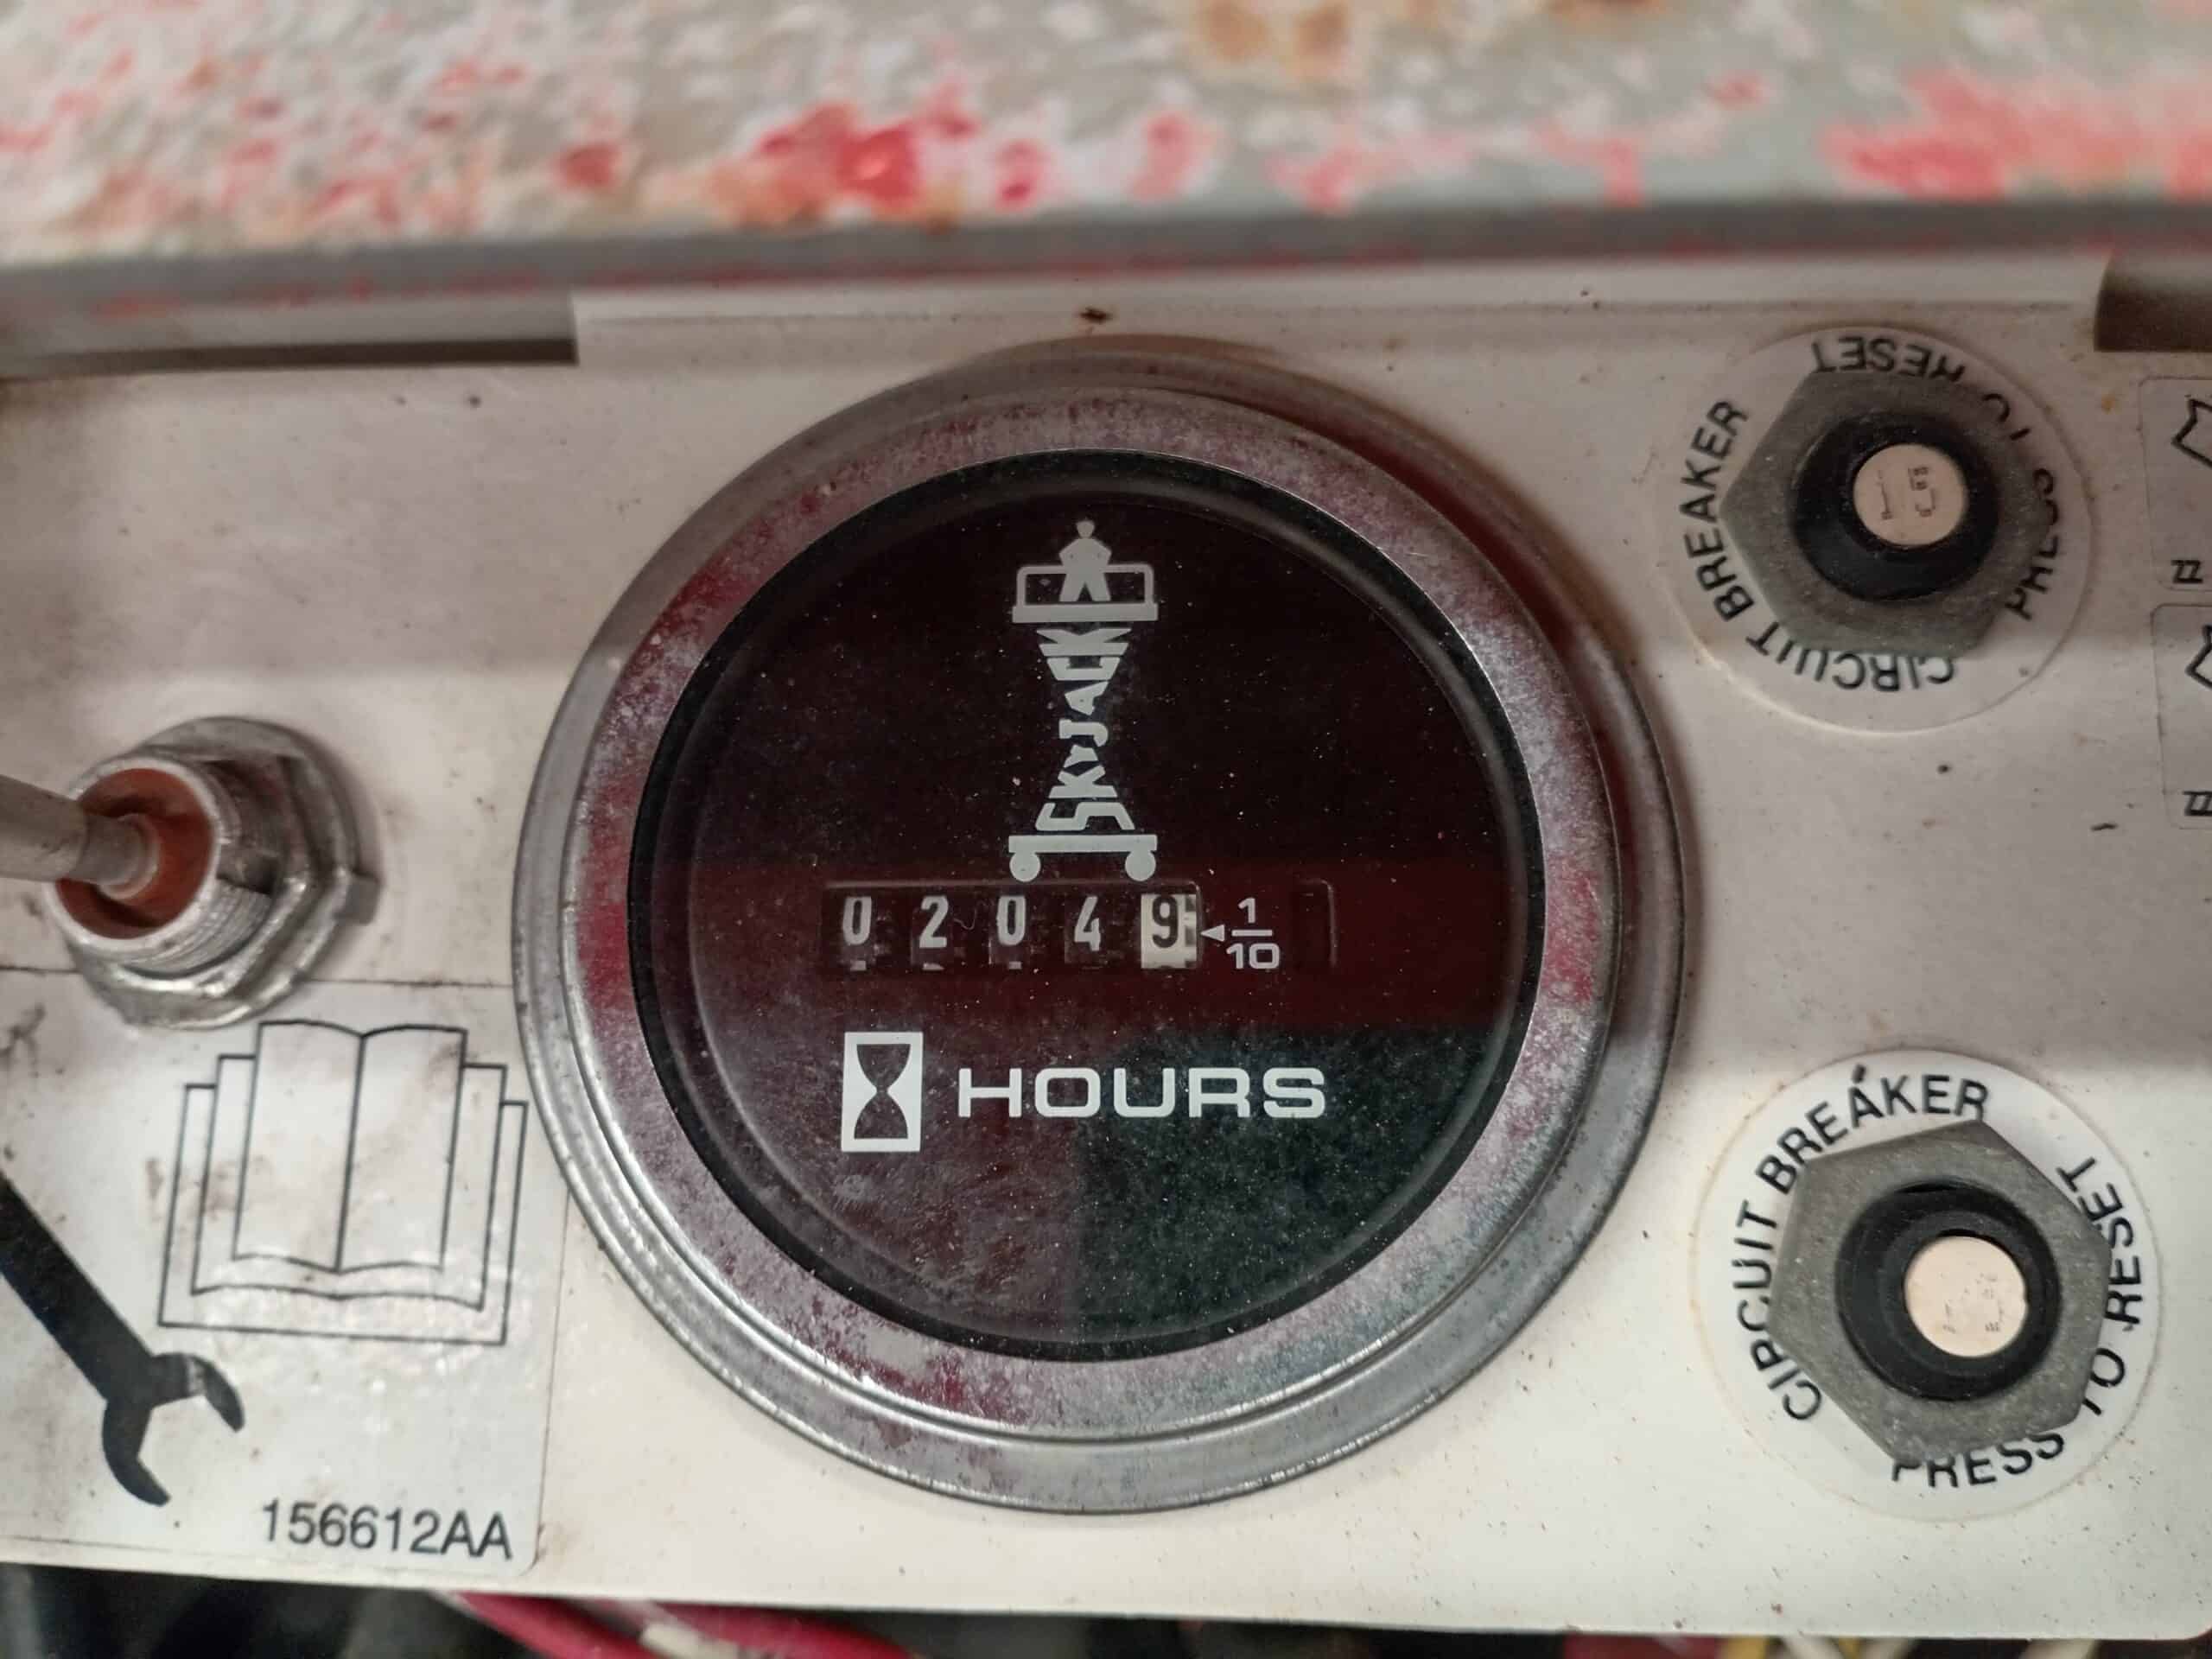 CIRCUIT BREAKER PRESS TO RESET
SKYJACK
0 2 0 4 9 1/10
HOURS
CIRCUIT BREAKER PRESS TO RESET
156612AA